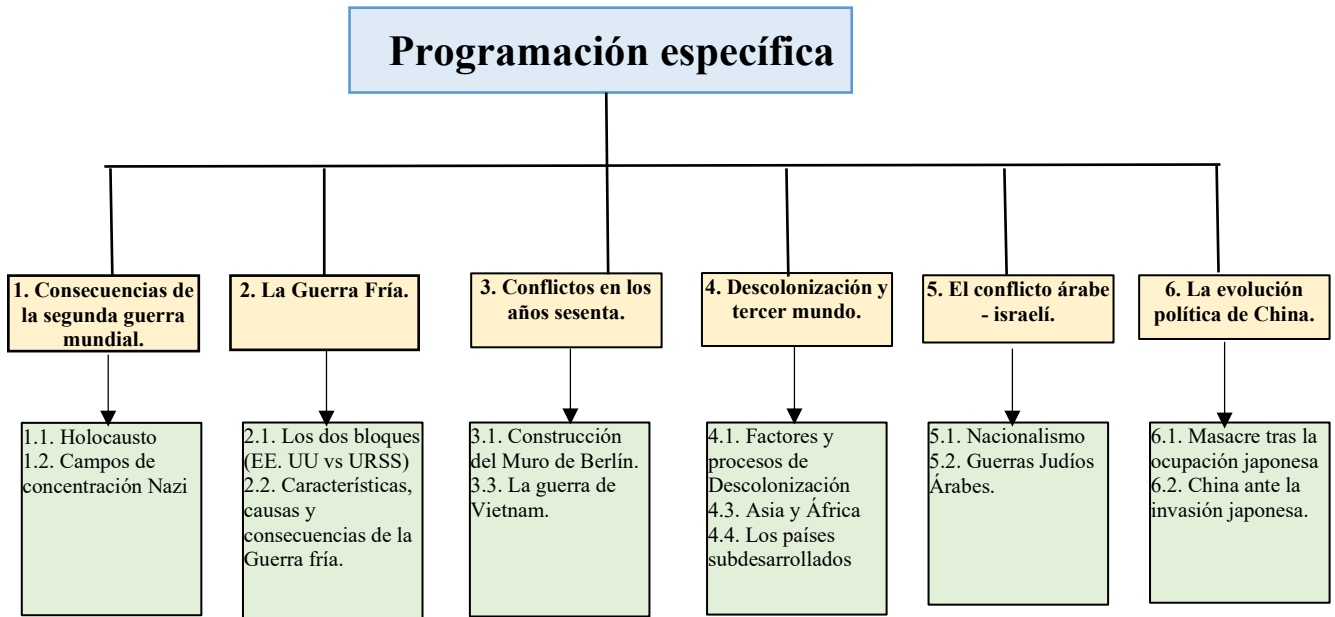 Programación específica
1. Consecuencias de
la segunda guerra
mundial.
2. La Guerra Fría.
3. Conflictos en los
años sesenta.
4. Descolonización y
tercer mundo.
5. El conflicto árabe
- israelí.
6. La evolución
política de China.
1.1. Holocausto
1.2. Campos de
concentración Nazi
2.1. Los dos bloques
(EE. UU vs URSS)
2.2. Características,
causas y
consecuencias de la
Guerra fría.
3.1. Construcción
del Muro de Berlín.
3.3. La guerra de
Vietnam.
4.1. Factores y
procesos de
Descolonización
4.3. Asia y África
4.4. Los países
subdesarrollados
5.1. Nacionalismo
5.2. Guerras Judíos
Árabes.
6.1. Masacre tras la
ocupación japonesa
6.2. China ante la
invasión japonesa.